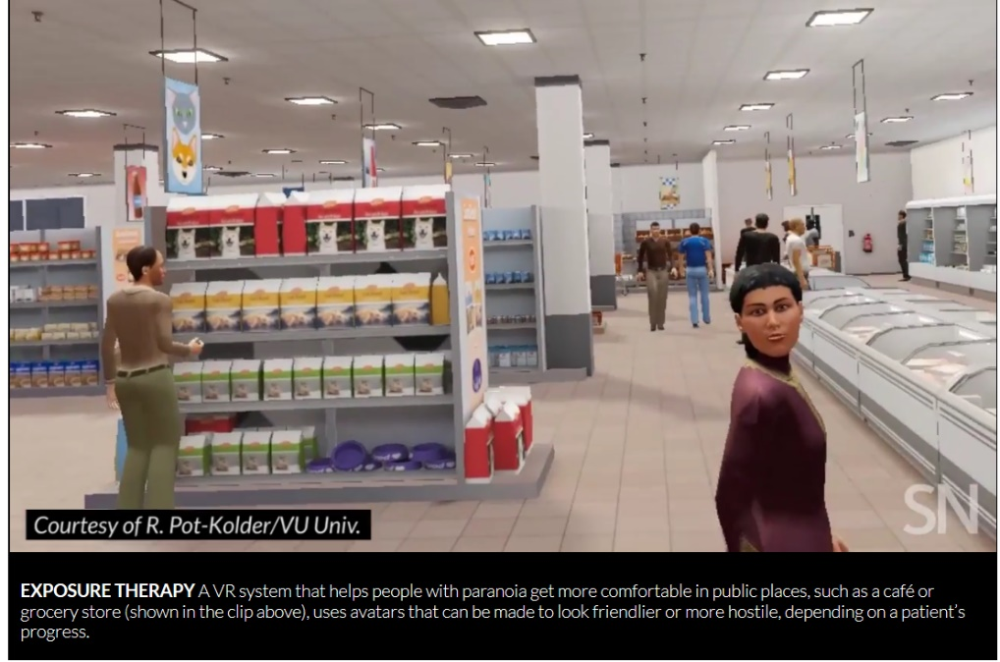 SN
Courtesy of R. Pot-Kolder/VU Univ.
EXPOSURE THERAPY A VR system that helps people with paranoia get more comfortable in public places, such as a café or
grocery store (shown in the clip above), uses avatars that can be made to look friendlier or more hostile, depending on a patient's
progress.